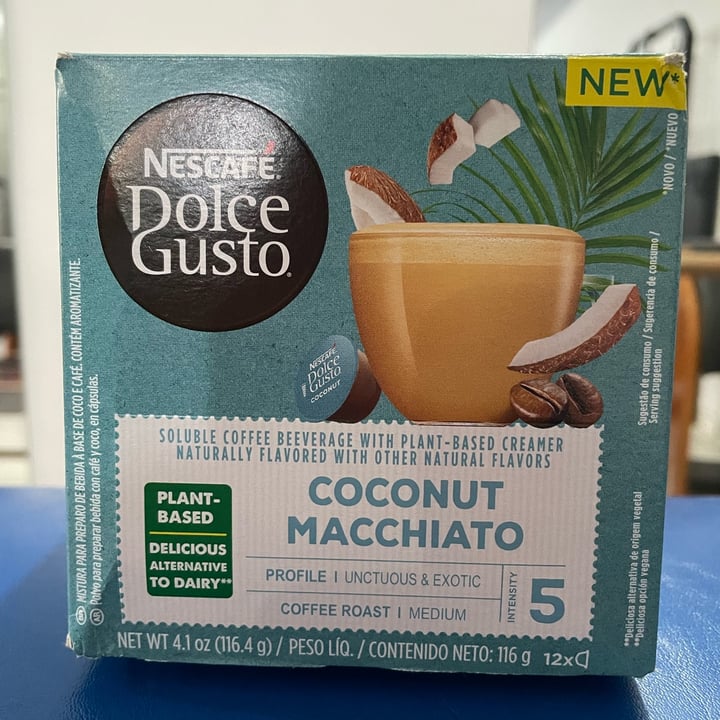 NEW*
NESCAFÉ
Dolce
Gusto
*NOVO / *NUEVO
NESCAFÉ
Dolce
Gusto
COCONUT
Sugestão de consumo / Sugerencia de consumo /
Serving suggestion
SOLUBLE COFFEE BEEVERAGE WITH PLANT-BASED CREAMER
NATURALLY FLAVORED WITH OTHER NATURAL FLAVORS
PLANT-
BASED
DELICIOUS
ALTERNATIVE
TO DAIRY**
COCONUT
MACCHIATO
PROFILE | UNCTUOUS & EXOTIC
COFFEE ROAST | MEDIUM
INTENSITY
5
BR MISTURA PARA PREPARO DE BEBIDA À BASE DE COCO E CAFÉ. CONTÉM AROMATIZANTE.
AR Polvo para preparar bebida con café y coco, en cápsulas.
**Deliciosa alternativa de origem vegetal
**Deliciosa opción vegana
NET WT 4.1 oz (116.4 g) / PESO LÍQ. / CONTENIDO NETO: 116 g 12x